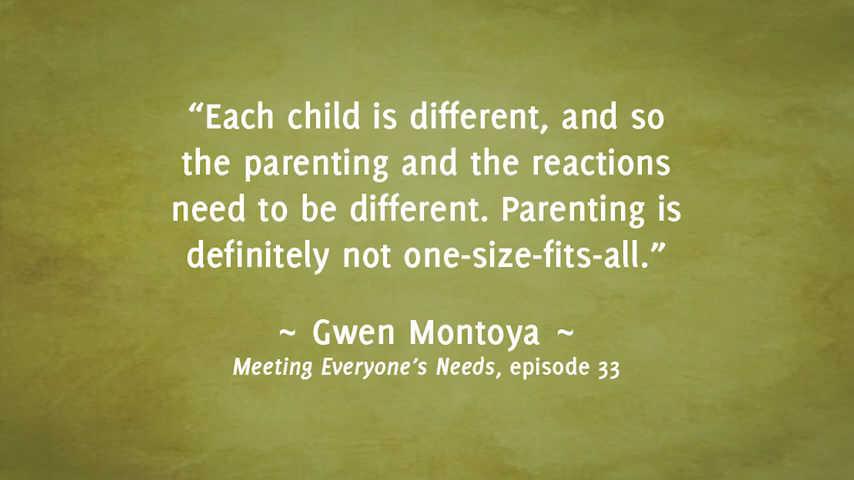 “Each child is different, and so
the parenting and the reactions
need to be different. Parenting is
definitely not one-size-fits-all.”
~ Gwen Montoya ~
Meeting Everyone’s Needs, episode 33